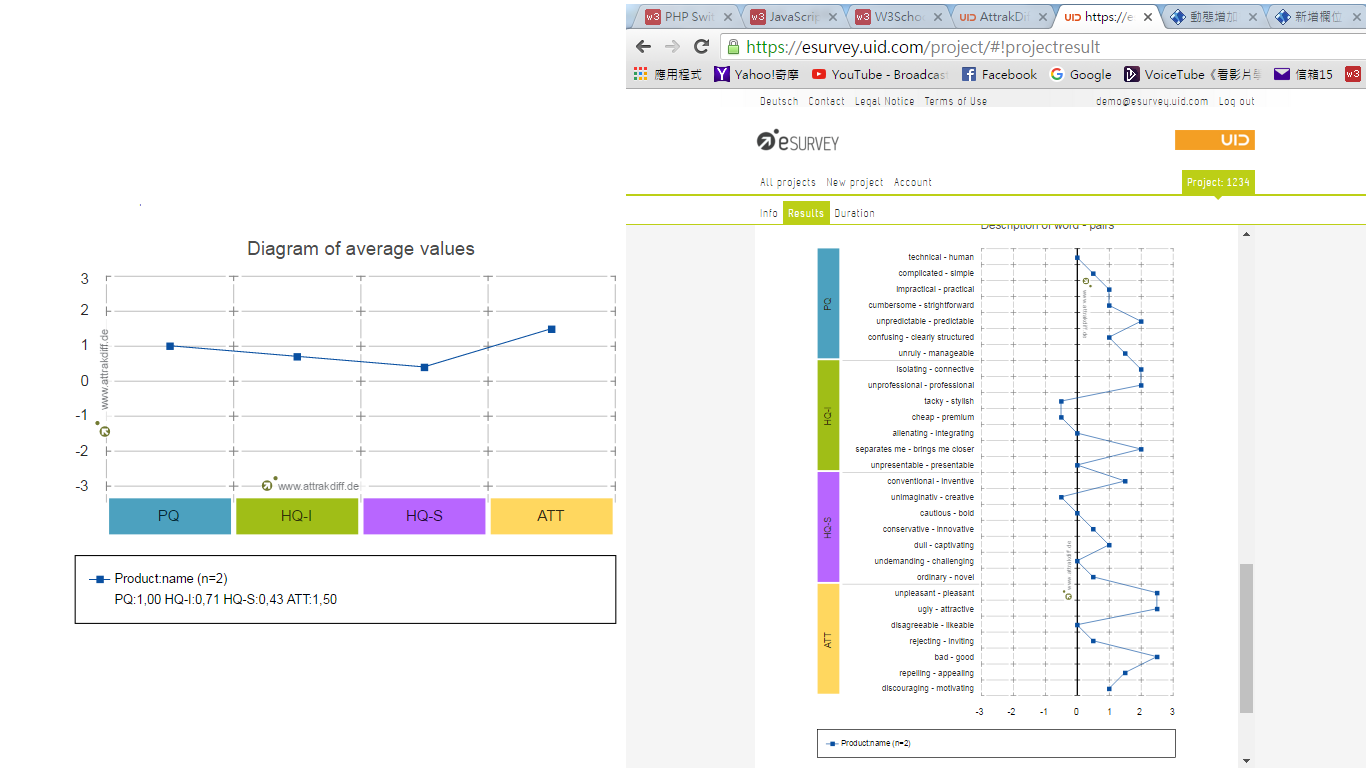 Diagram of average values
3
2
1
0
-1
-2
-3
www.attrakdiff.de
www.attrakdiff.de
PQ HQ-I HQ-S ATT
Product:name (n=2)
PQ:1,00 HQ-I:0,71 HQ-S:0,43 ATT:1,50
PHP Swit JavaScrip W3Scho AttrakDif https://e 動態增加 新增欄位
https://esurvey.uid.com/project/#!projectresult
應用程式 Yahoo!奇摩 YouTube - Broadcas Facebook Google VoiceTube《看影片學 信箱15
Deutsch Contact Legal Notice Terms of Use demo@esurvey.uid.com Log out
eSURVEY UID
All projects New project Account Project: 1234
Info Results Duration
Description of word - pairs
PQ
technical - human
complicated - simple
impractical - practical
cumbersome - strightforward
unpredictable - predictable
confusing - clearly structured
unruly - manageable
HQ-I
isolating - connective
unprofessional - professional
tacky - stylish
cheap - premium
alienating - integrating
separates me - brings me closer
unpresentable - presentable
HQ-S
conventional - inventive
unimaginativ - creative
cautious - bold
conservative - innovative
dull - captivating
undemanding - challenging
ordinary - novel
ATT
unpleasant - pleasant
ugly - attractive
disagreeable - likeable
rejecting - inviting
bad - good
repelling - appealing
discouraging - motivating
www.attrakdiff.de
www.attrakdiff.de
-3 -2 -1 0 1 2 3
Product:name (n=2)